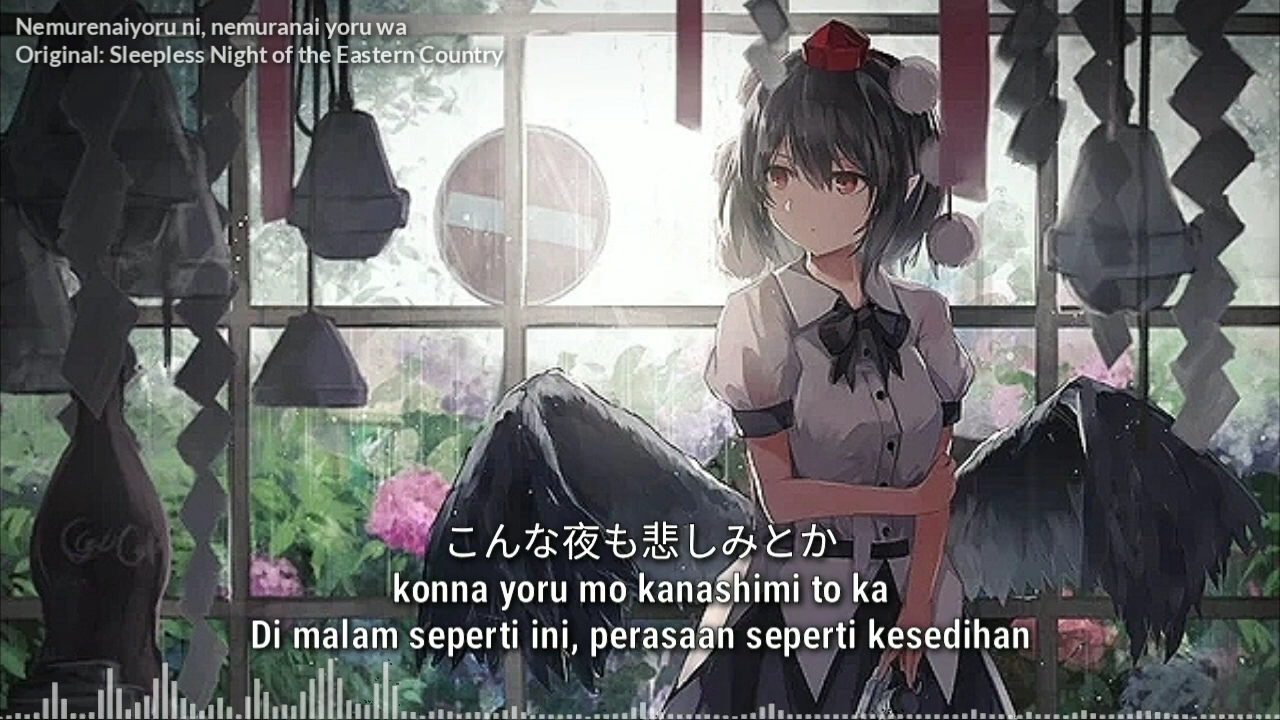 Nemurenaiyoru ni, nemuranai yoru wa
Original: Sleepless Night of the Eastern Country
こんな夜も悲しみとか
konna yoru mo kanashimi to ka
Di malam seperti ini, perasaan seperti kesedihan